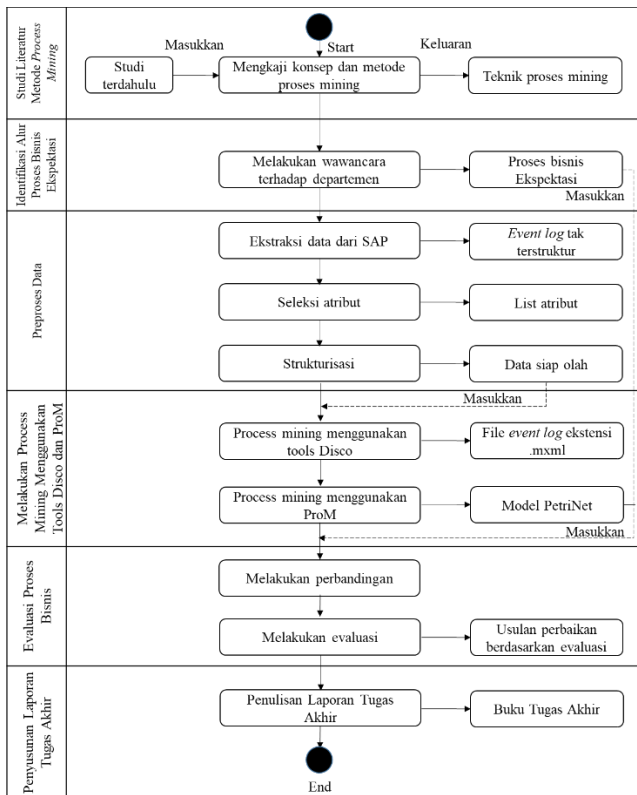 Studi Literatur
Metode Process
Mining
Masukkan
Start
Keluaran
Studi
terdahulu
Mengkaji konsep dan metode
proses mining
Teknik proses mining
Identifikasi Alur
Proses Bisnis
Ekspektasi
Melakukan wawancara
terhadap departemen
Proses bisnis
Ekspektasi
Masukkan
Preproses Data
Ekstraksi data dari SAP
Event log tak
terstruktur
Seleksi atribut
List atribut
Strukturisasi
Data siap olah
Masukkan
Melakukan Process
Mining Menggunakan
Tools Disco dan ProM
Process mining menggunakan
tools Disco
File event log ekstensi
.mxml
Process mining menggunakan
ProM
Model PetriNet
Masukkan
Evaluasi Proses
Bisnis
Melakukan perbandingan
Melakukan evaluasi
Usulan perbaikan
berdasarkan evaluasi
Penyusunan Laporan
Tugas Akhir
Penulisan Laporan Tugas
Akhir
Buku Tugas Akhir
End